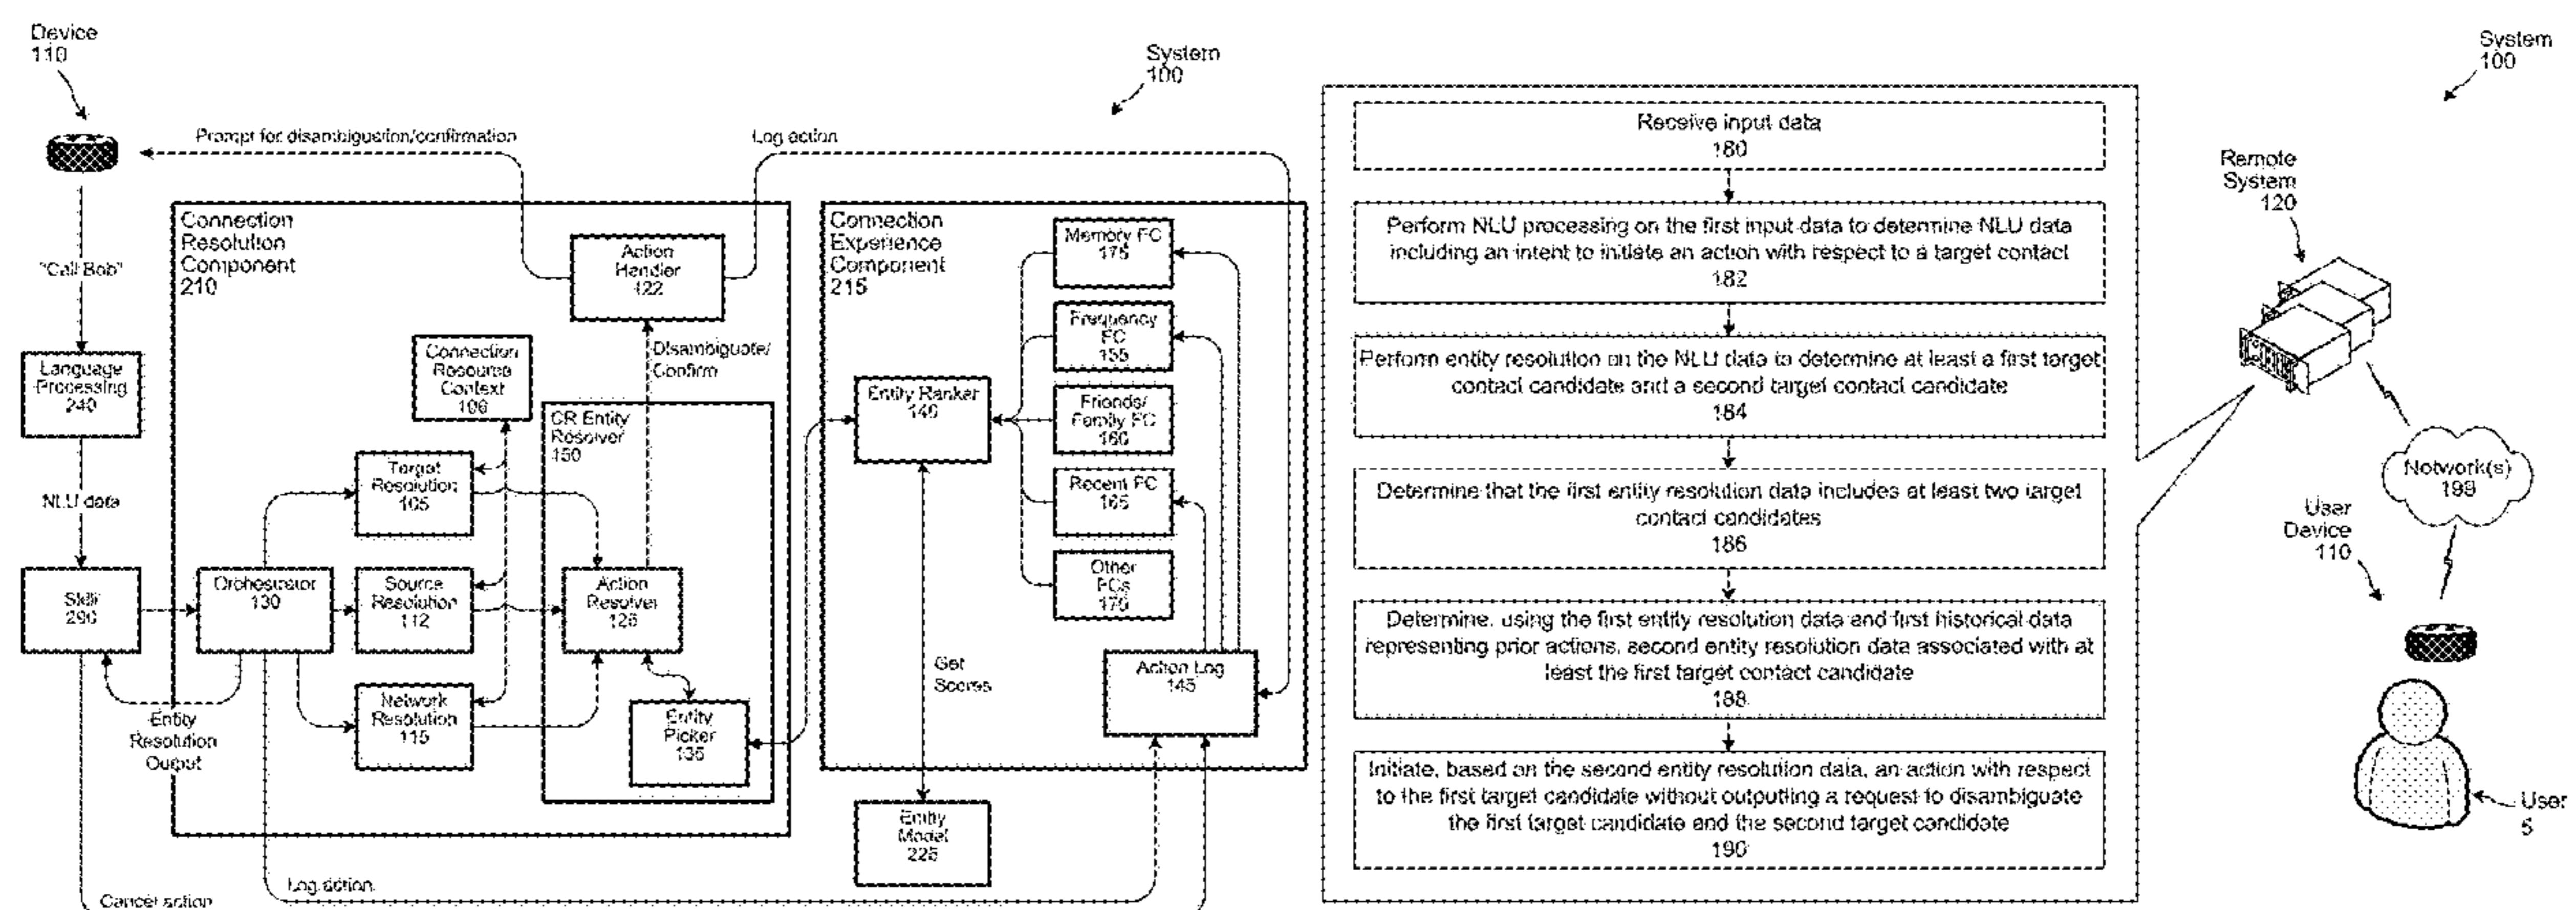 Device
110
System
100
Prompt for disambiguation/confirmation
Log action
"Call Bob"
Language
Processing
240
NLU data
Skill
290
Connection
Resolution
Component
210
Action
Handler
122
Disambiguate/
Confirm
Connection
Resource
Context
106
CR Entity
Resolver
150
Target
Resolution
105
Orchestrator
130
Source
Resolution
112
Action
Resolver
125
Network
Resolution
115
Entity
Picker
135
Entity
Resolution
Ouput
Log action
Cancel action
Connection
Experience
Component
215
Memory FC
175
Frequency
FC
155
Entity Ranker
140
Friends/
Family FC
160
Recent FC
165
Other
FCs
170
Get
Scores
Action Log
145
Entity
Model
225
Receive input data
180
Perform NLU processing on the first input data to determine NLU data
including an intent to initiate an action with respect to a target contact
182
Perform entity resolution on the NLU data to determine at least a first target
contact candidate and a second target contact candidate
184
Determine that the first entity resolution data includes at least two target
contact candidates
186
Determine, using the first entity resolution data and first historical data
representing prior actions, second entity resolution data associated with at
least the first target contact candidate
188
Initiate, based on the second entity resolution data, an action with respect
to the first target candidate without outputting a request to disambiguate
the first target candidate and the second target candidate
190
System
100
Remote
System
120
Network(s)
199
User
Device
110
User
5